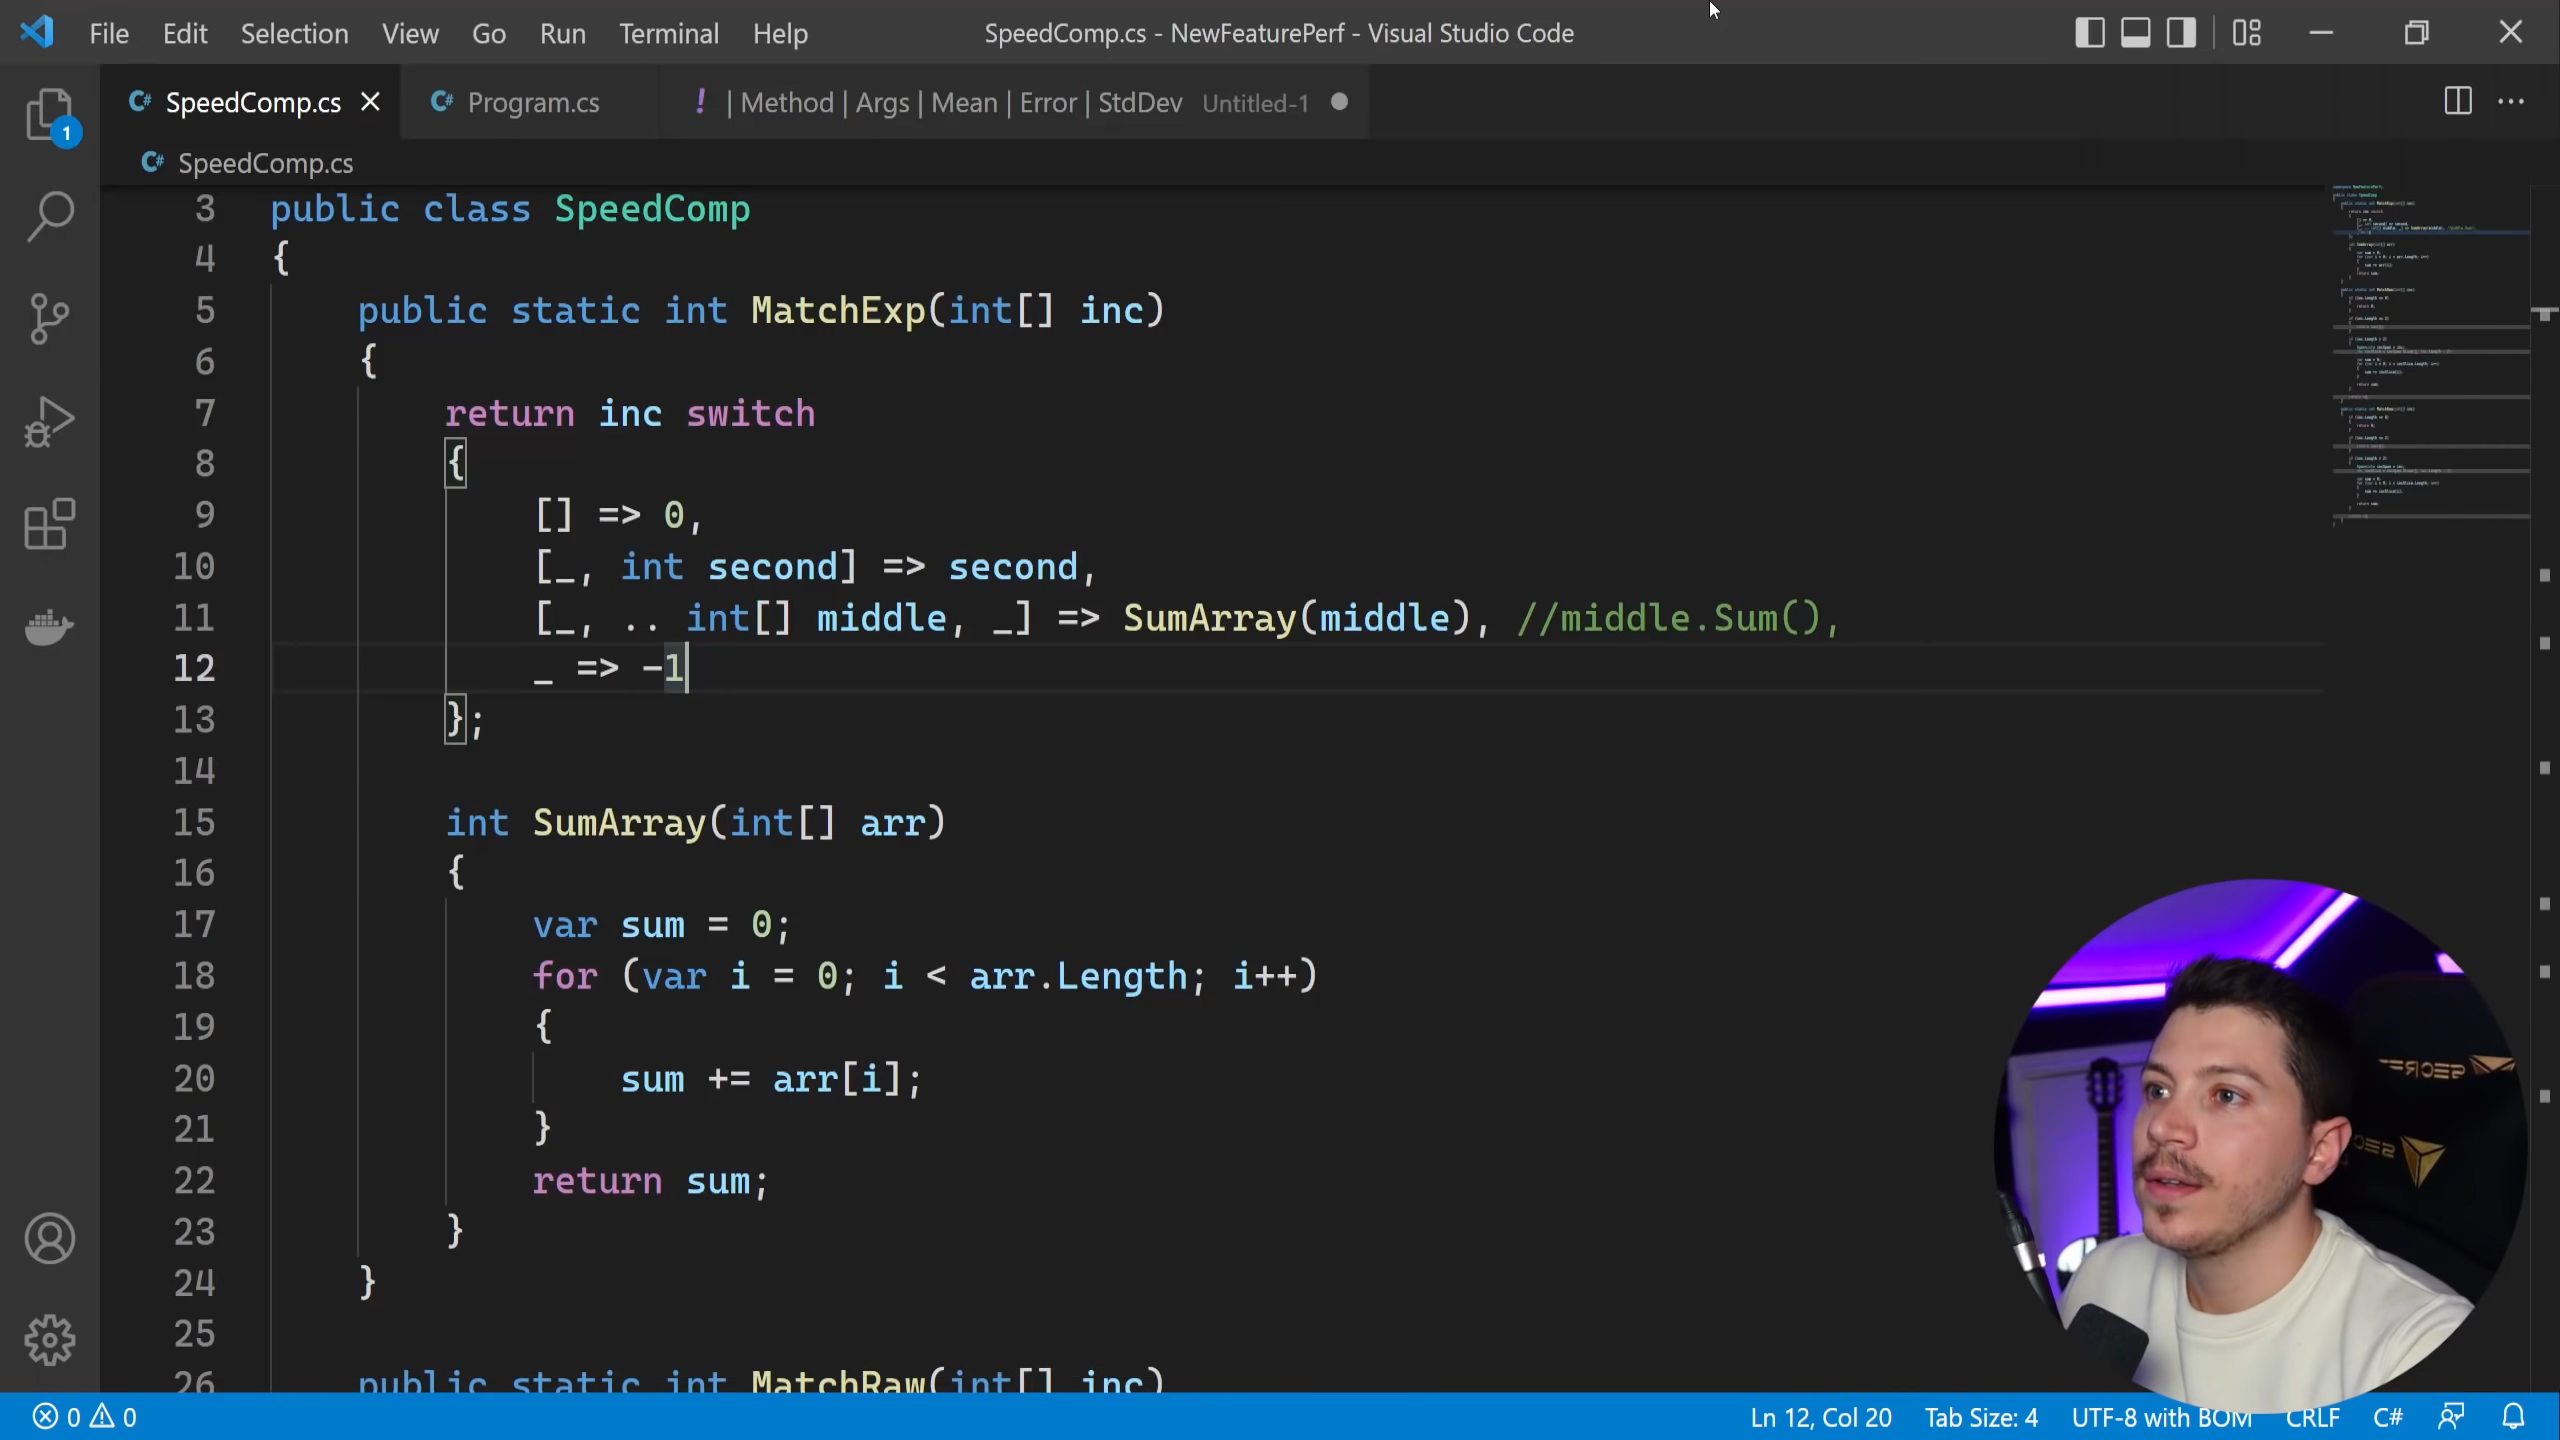 File Edit Selection View Go Run Terminal Help SpeedComp.cs - NewFeaturePerf - Visual Studio Code
C# SpeedComp.cs C# Program.cs ! | Method | Args | Mean | Error | StdDev Untitled-1
1
C# SpeedComp.cs
3 public class SpeedComp
4 {
5 public static int MatchExp(int[] inc)
6 {
7 return inc switch
8 {
9 [] => 0,
10 [_, int second] => second,
11 [_, .. int[] middle, _] => SumArray(middle), //middle.Sum(),
12 _ => -1
13 };
14
15 int SumArray(int[] arr)
16 {
17 var sum = 0;
18 for (var i = 0; i < arr.Length; i++)
19 {
20 sum += arr[i];
21 }
22 return sum;
23 }
24 }
25
26 public static int MatchRaw(int[] inc)
0 0 Ln 12, Col 20 Tab Size: 4 UTF-8 with BOM CRLF C#